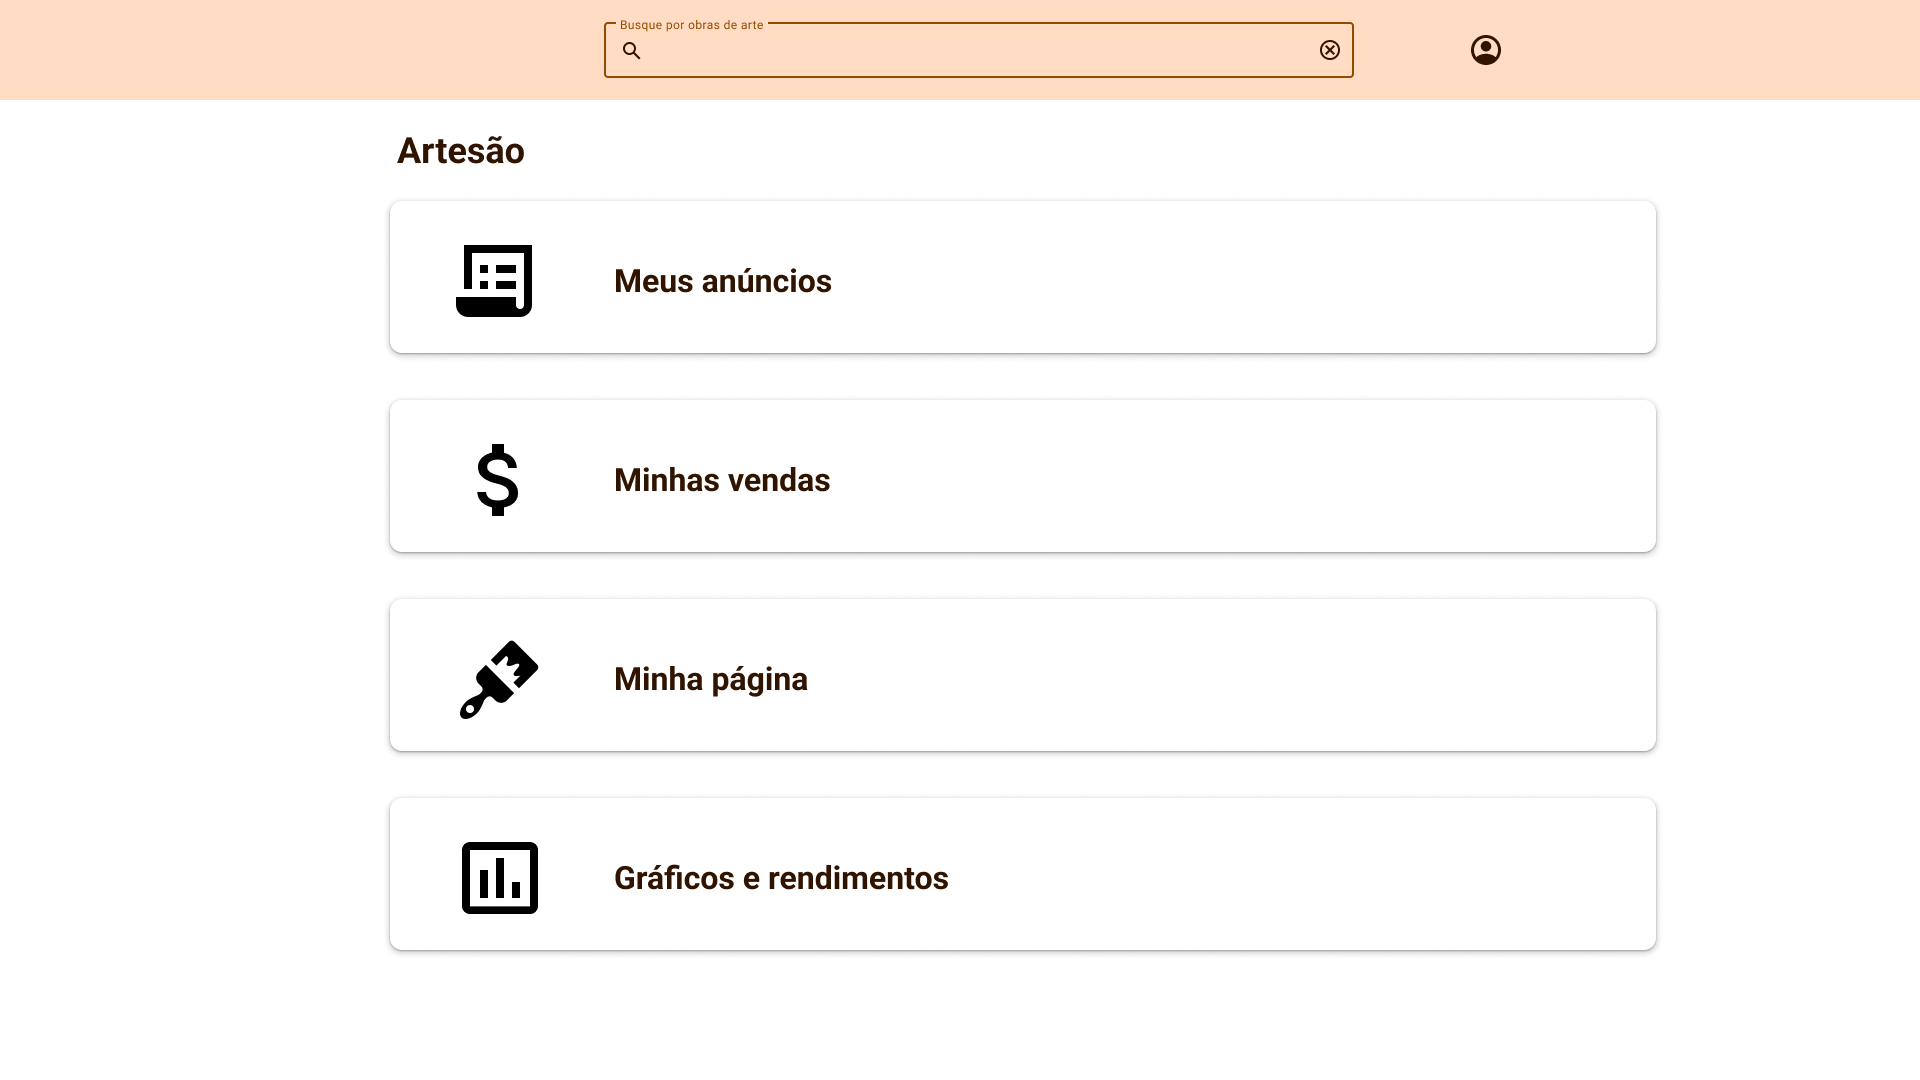 Busque por obras de arte
Artesão
Meus anúncios
Minhas vendas
Minha página
Gráficos e rendimentos